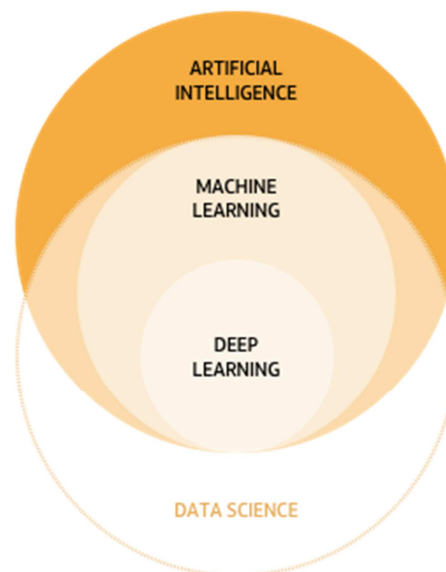 ARTIFICIAL
INTELLIGENCE
MACHINE
LEARNING
DEEP
LEARNING
DATA SCIENCE